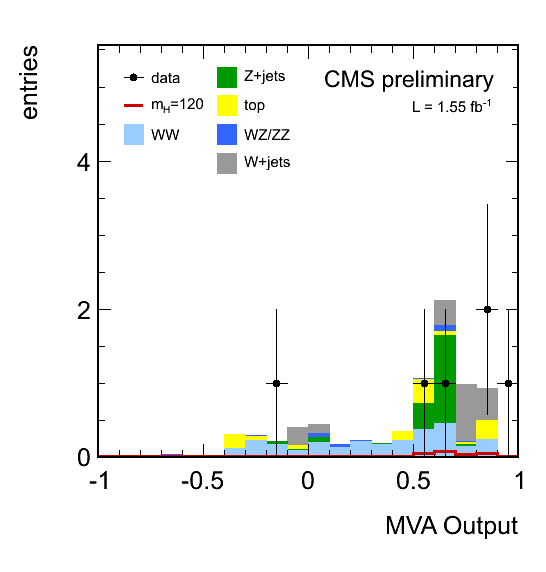 entries
data
m_H=120
WW
Z+jets
top
WZ/ZZ
W+jets
CMS preliminary
L = 1.55 fb⁻¹
4
2
0
-1 -0.5 0 0.5 1
MVA Output